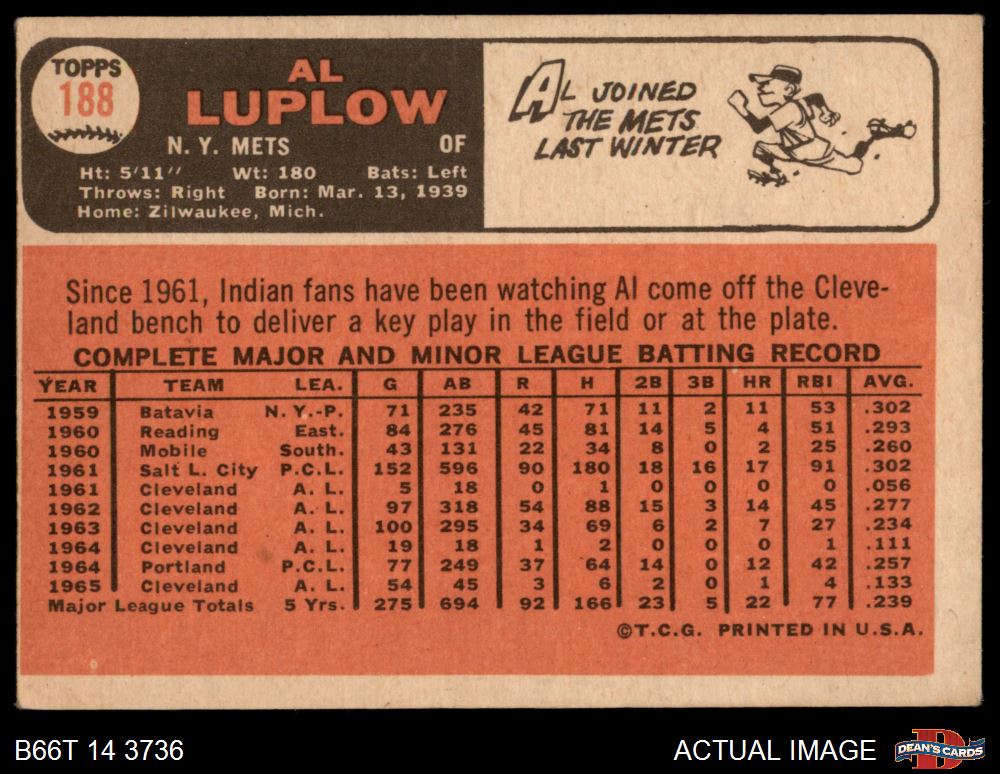 TOPPS
188
AL
LUPLOW
N. Y. METS OF
Ht: 5'11'' Wt: 180 Bats: Left
Throws: Right Born: Mar. 13, 1939
Home: Zilwaukee, Mich.
AL JOINED
THE METS
LAST WINTER
Since 1961, Indian fans have been watching Al come off the Cleve-
land bench to deliver a key play in the field or at the plate.
COMPLETE MAJOR AND MINOR LEAGUE BATTING RECORD
YEAR TEAM LEA. G AB R H 2B 3B HR RBI AVG.
1959 Batavia N. Y.-P. 71 235 42 71 11 2 11 53 .302
1960 Reading East. 84 276 45 81 14 5 4 51 .293
1960 Mobile South. 43 131 22 34 8 0 2 25 .260
1961 Salt L. City P.C.L. 152 596 90 180 18 16 17 91 .302
1961 Cleveland A. L. 5 18 0 1 0 0 0 0 .056
1962 Cleveland A. L. 97 318 54 88 15 3 14 45 .277
1963 Cleveland A. L. 100 295 34 69 6 2 7 27 .234
1964 Cleveland A. L. 19 18 1 2 0 0 0 1 .111
1964 Portland P.C.L. 77 249 37 64 14 0 12 42 .257
1965 Cleveland A. L. 54 45 3 6 2 0 1 4 .133
Major League Totals 5 Yrs. 275 694 92 166 23 5 22 77 .239
©T.C.G. PRINTED IN U.S.A.
B66T 14 3736
ACTUAL IMAGE
DEAN'S CARDS